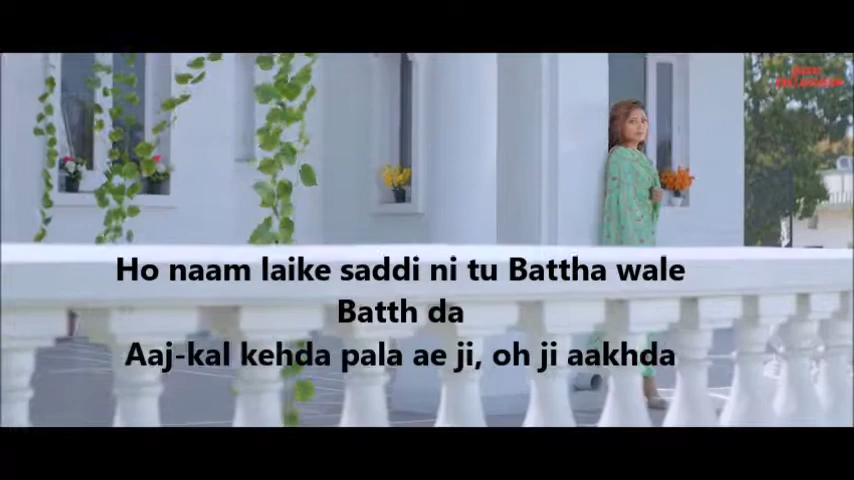 Ho naam laike saddi ni tu Battha wale
Batth da
Aaj-kal kehda pala ae ji, oh ji aakhda